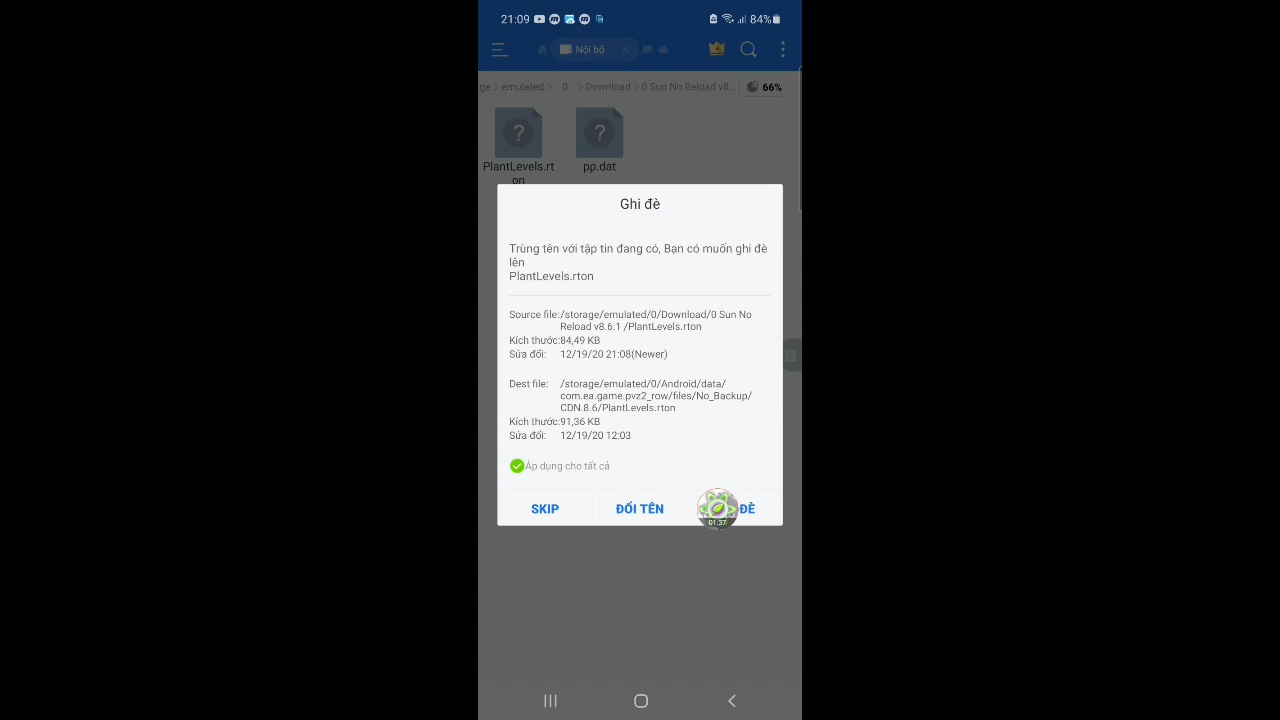 21:09
84%
Nội bộ
ge
emulated
0
Download
0 Sun No Reload v8...
66%
PlantLevels.rt
on
pp.dat
Ghi đè
Trùng tên với tập tin đang có, Bạn có muốn ghi đè
lên
PlantLevels.rton
Source file: /storage/emulated/0/Download/0 Sun No
Reload v8.6.1 /PlantLevels.rton
Kích thước: 84,49 KB
Sửa đổi: 12/19/20 21:08(Newer)
Dest file: /storage/emulated/0/Android/data/
com.ea.game.pvz2_row/files/No_Backup/
CDN.8.6/PlantLevels.rton
Kích thước: 91,36 KB
Sửa đổi: 12/19/20 12:03
Áp dụng cho tất cả
SKIP
ĐỔI TÊN
ĐÈ
01:37